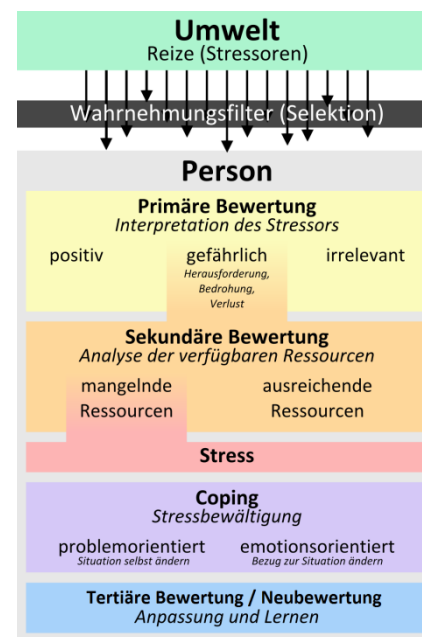 Umwelt
Reize (Stressoren)
Wahrnehmungsfilter (Selektion)
Person
Primäre Bewertung
Interpretation des Stressors
positiv gefährlich irrelevant
Herausforderung,
Bedrohung,
Verlust
Sekundäre Bewertung
Analyse der verfügbaren Ressourcen
mangelnde ausreichende
Ressourcen Ressourcen
Stress
Coping
Stressbewältigung
problemorientiert emotionsorientiert
Situation selbst ändern Bezug zur Situation ändern
Tertiäre Bewertung / Neubewertung
Anpassung und Lernen